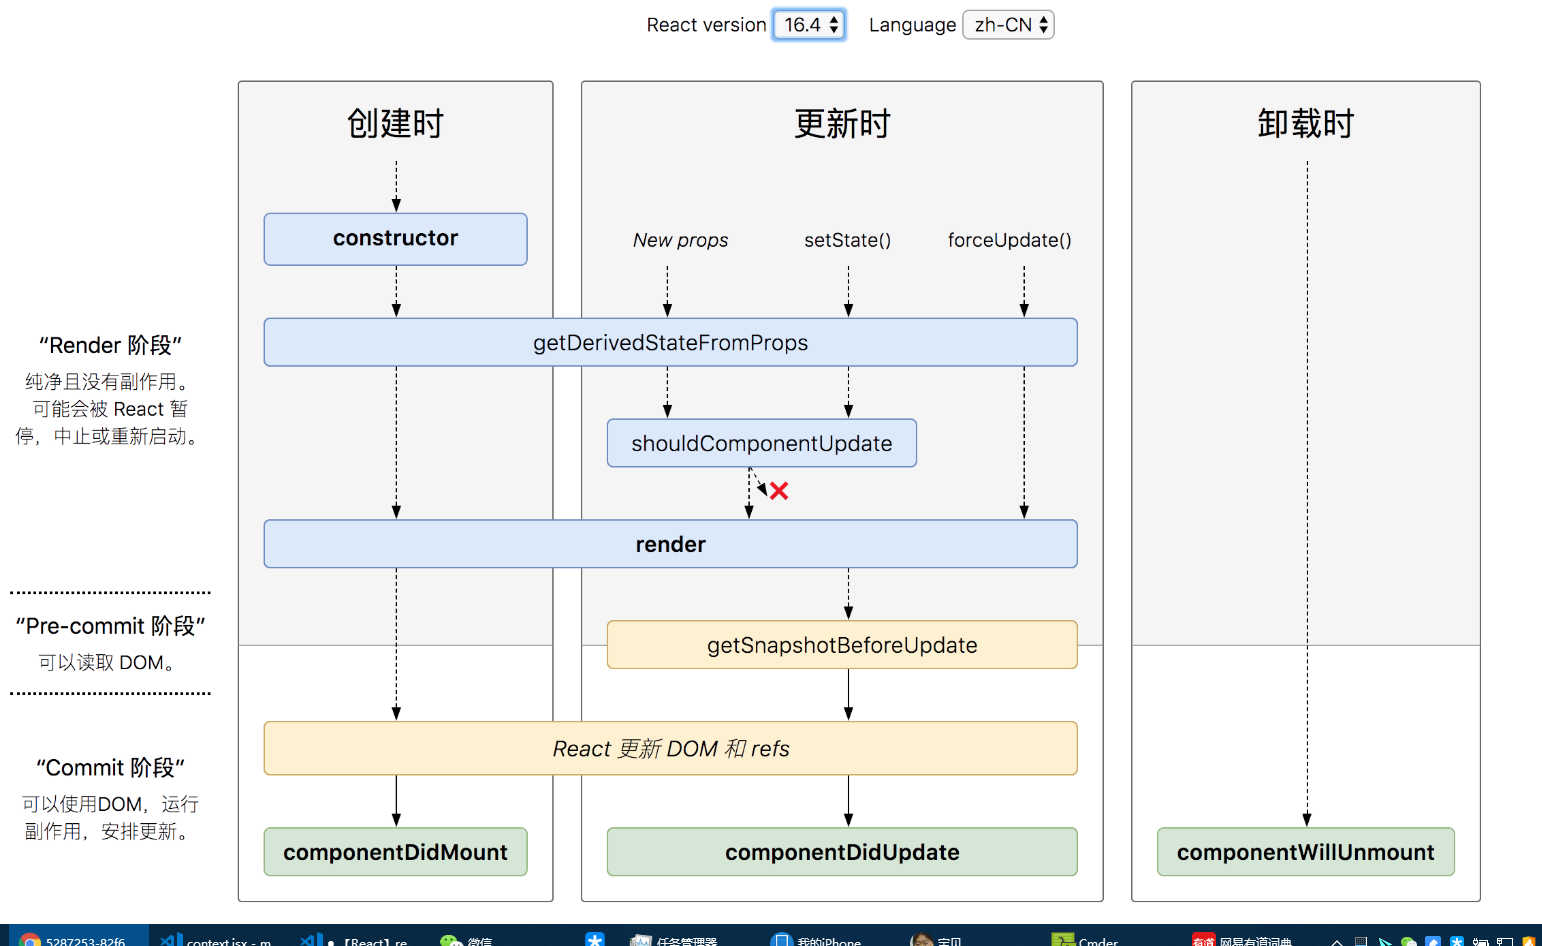 React version 16.4 Language zh-CN
创建时
更新时
卸载时
constructor
New props
setState()
forceUpdate()
“Render 阶段”
纯净且没有副作用。
可能会被 React 暂
停，中止或重新启动。
getDerivedStateFromProps
shouldComponentUpdate
render
“Pre-commit 阶段”
可以读取 DOM。
getSnapshotBeforeUpdate
React 更新 DOM 和 refs
“Commit 阶段”
可以使用DOM，运行
副作用，安排更新。
componentDidMount
componentDidUpdate
componentWillUnmount
5287253-82f6
context.jsx - m
● 【React】re
微信
任务管理器
我的iPhone
宝贝
Cmder
有道 网易有道词典